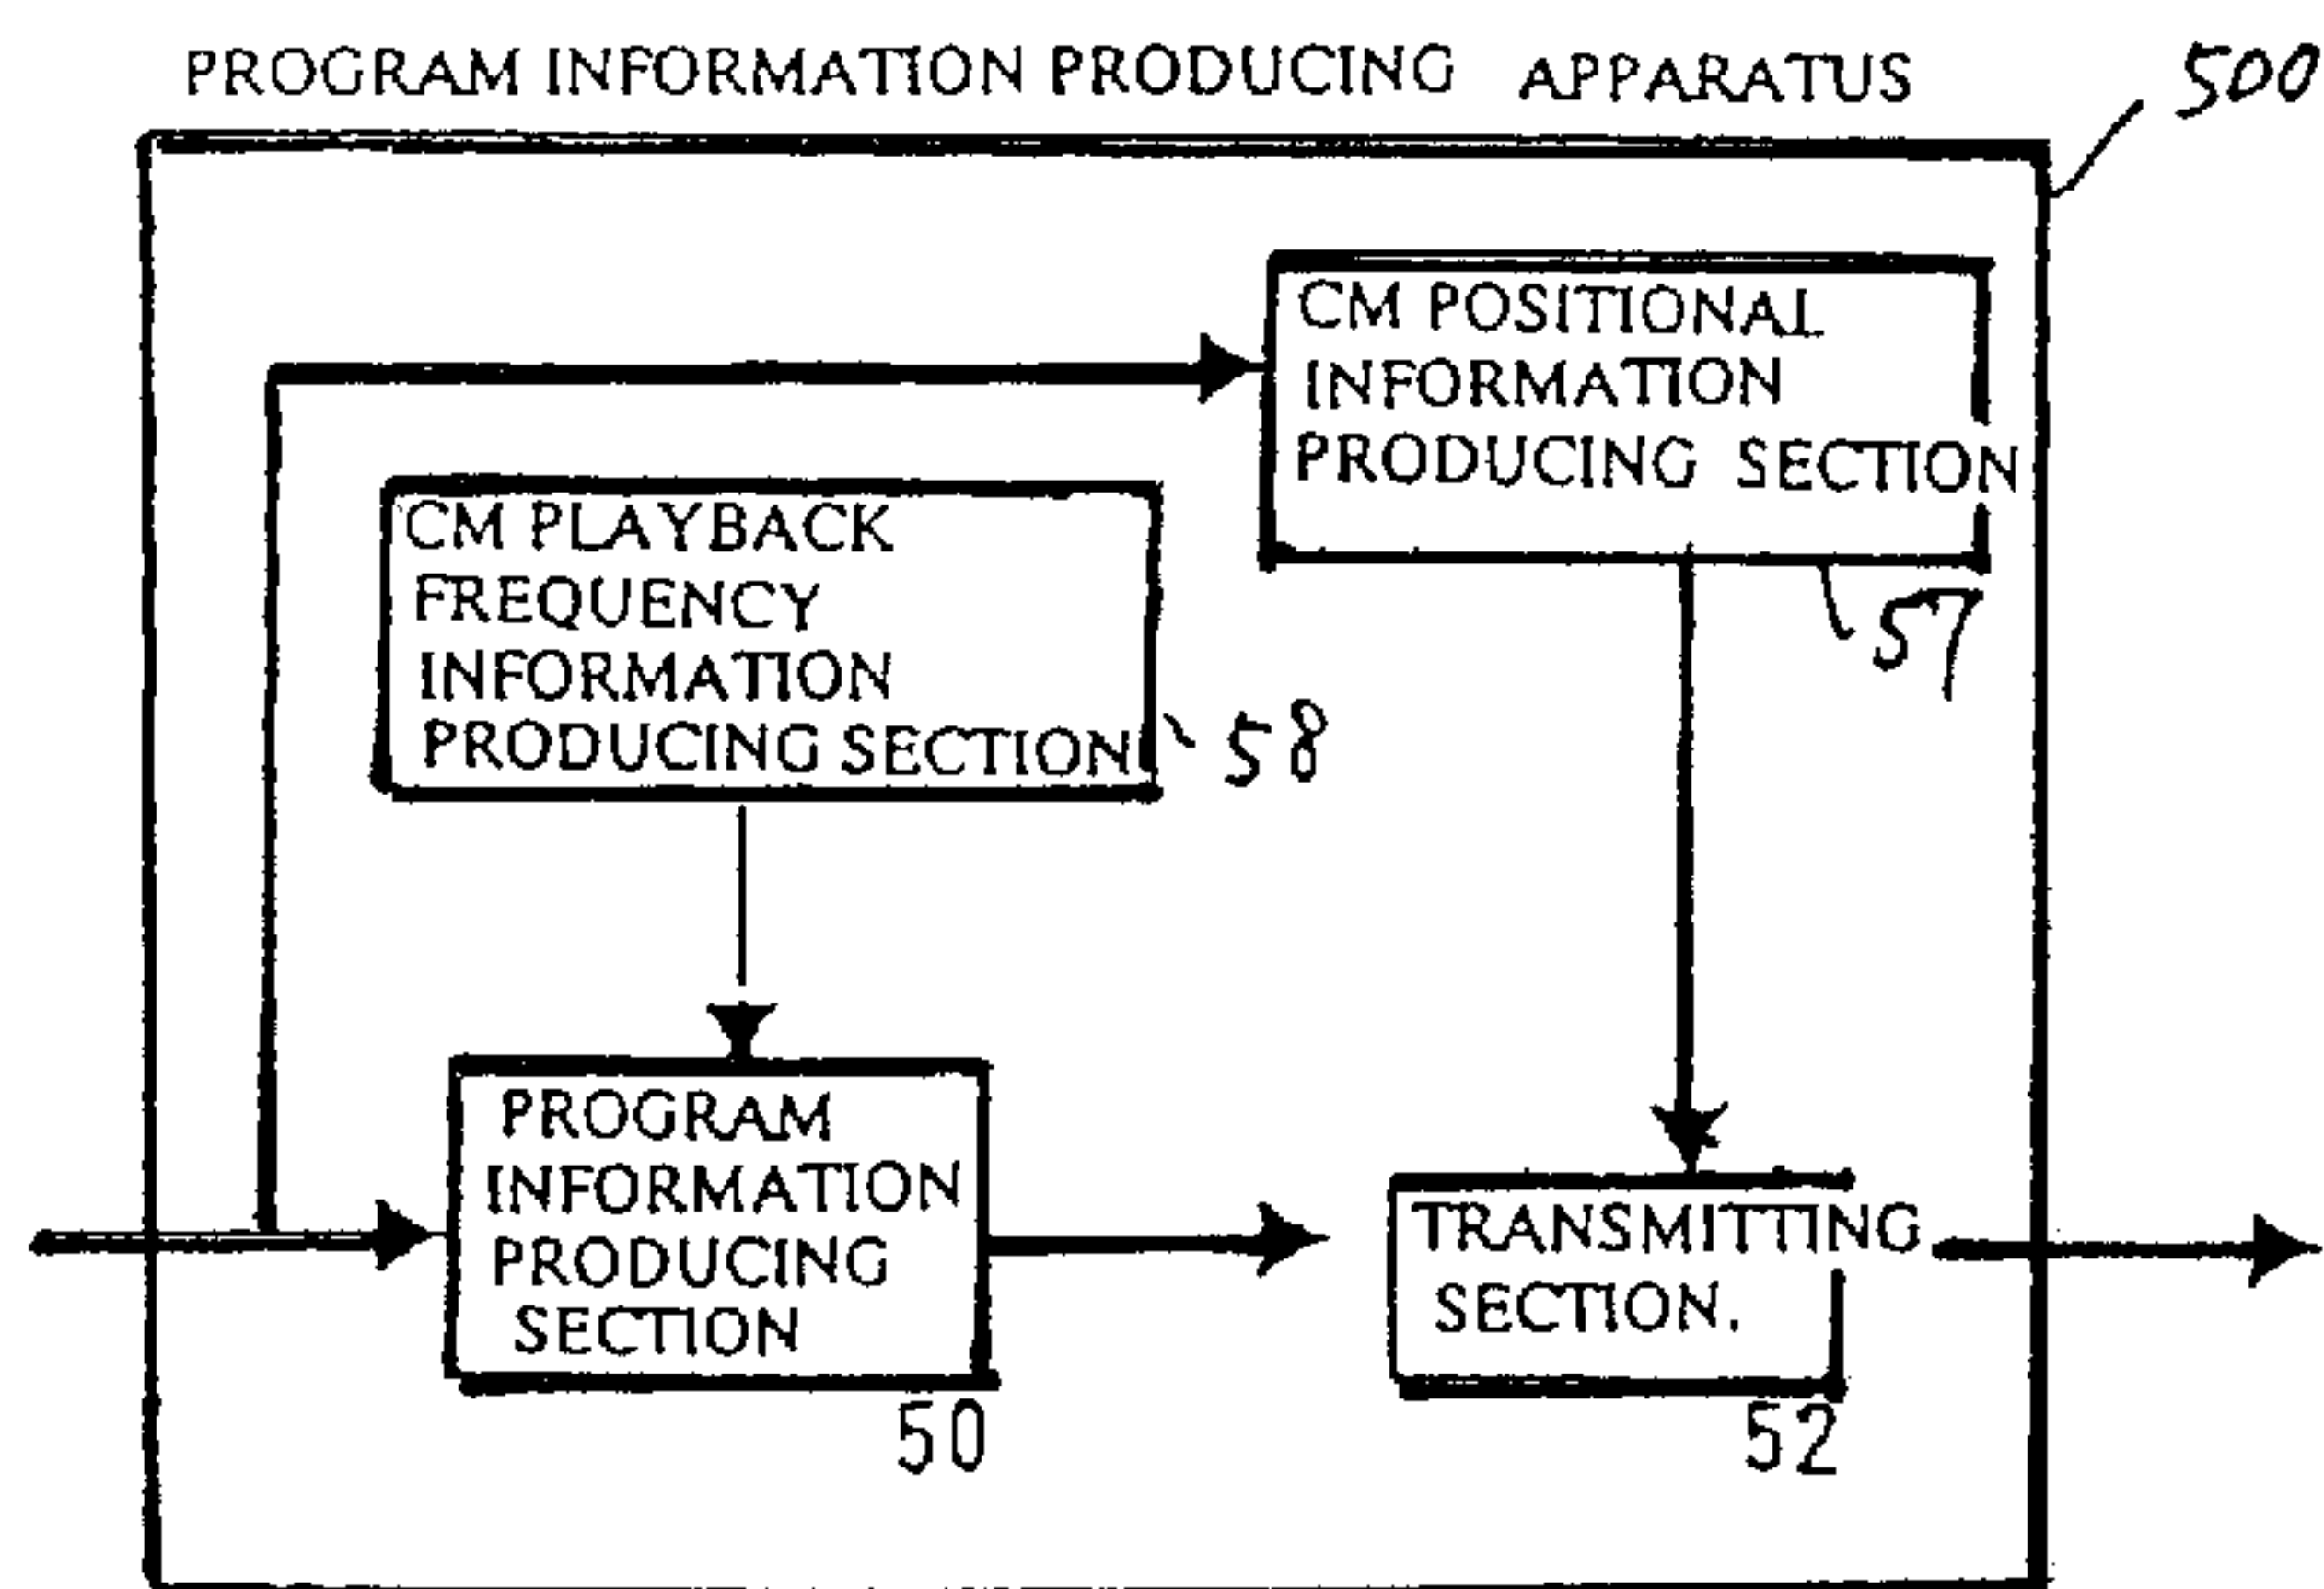 PROGRAM INFORMATION PRODUCING APPARATUS
500
CM POSITIONAL
INFORMATION
PRODUCING SECTION
57
CM PLAYBACK
FREQUENCY
INFORMATION
PRODUCING SECTION
58
PROGRAM
INFORMATION
PRODUCING
SECTION
50
TRANSMITTING
SECTION.
52